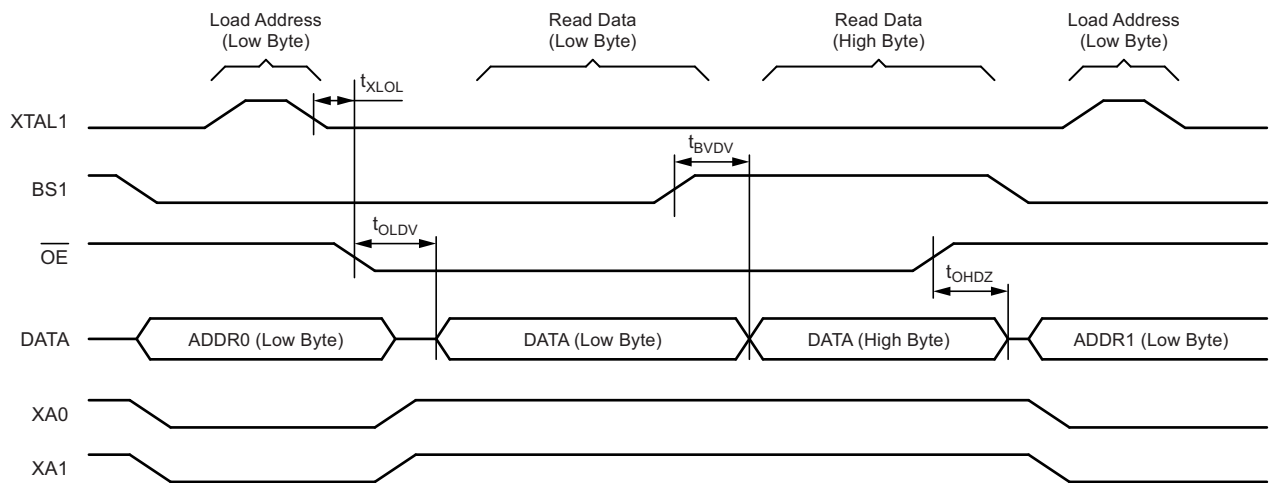 Load Address
(Low Byte)
Read Data
(Low Byte)
Read Data
(High Byte)
Load Address
(Low Byte)
tXLOL
XTAL1
tBVDV
BS1
tOLDV
OE
tOHDZ
DATA
ADDR0 (Low Byte)
DATA (Low Byte)
DATA (High Byte)
ADDR1 (Low Byte)
XA0
XA1